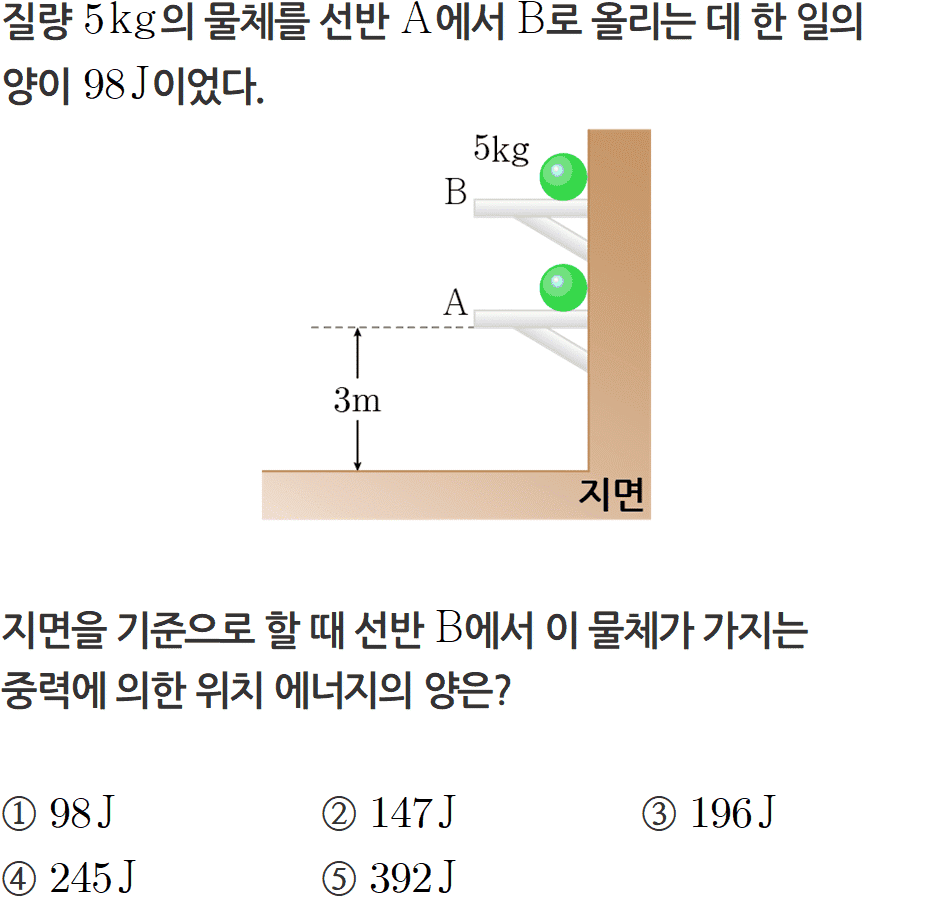 질량 5kg의 물체를 선반 A에서 B로 올리는 데 한 일의
양이 98J이었다.
5kg
B
A
3m
지면
지면을 기준으로 할 때 선반 B에서 이 물체가 가지는
중력에 의한 위치 에너지의 양은?
① 98J ② 147J ③ 196J
④ 245J ⑤ 392J